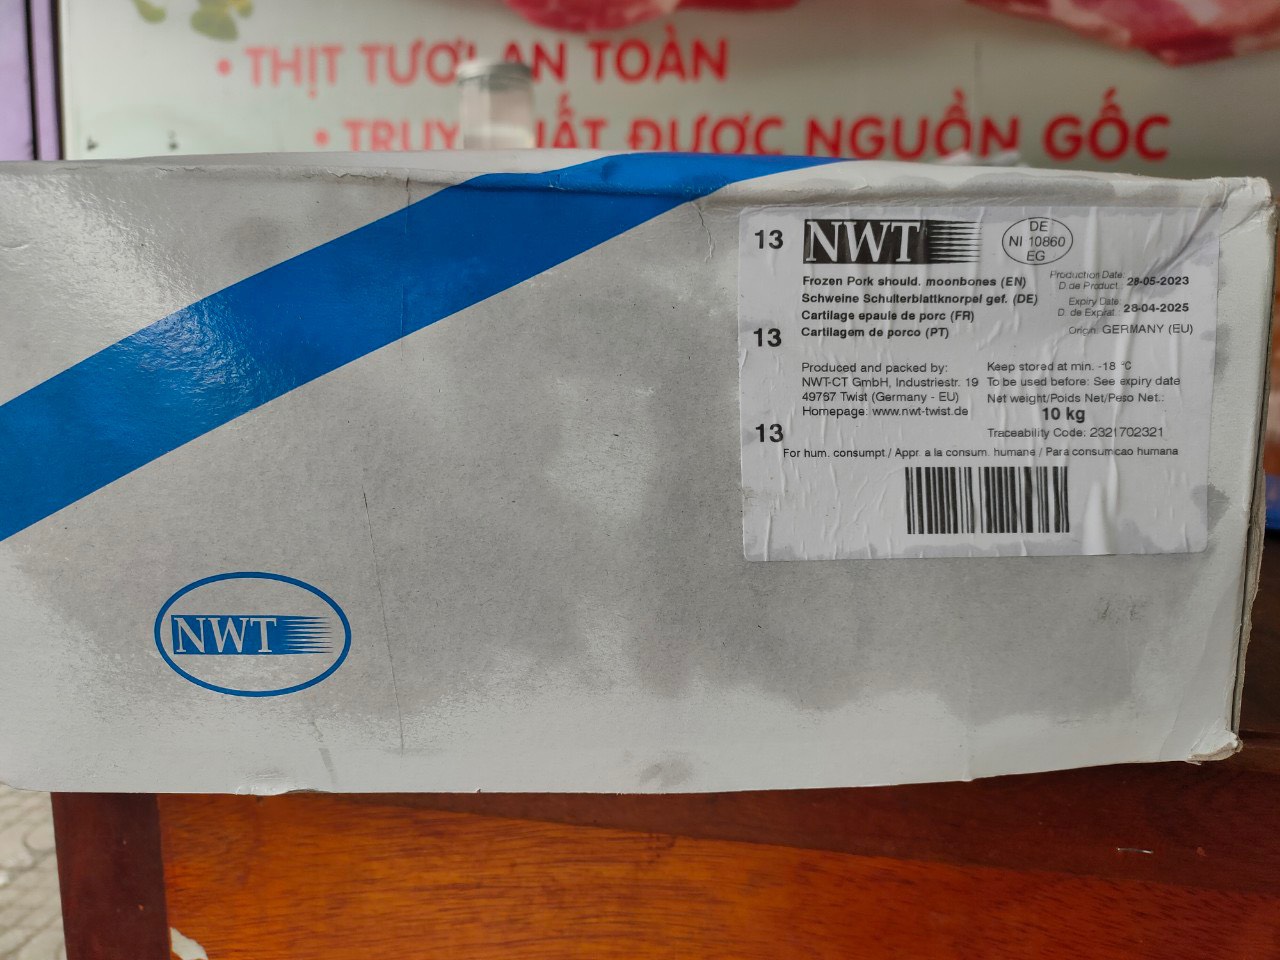 • THỊT TƯƠI AN TOÀN
• TRUY XUẤT ĐƯỢC NGUỒN GỐC
13
NWT
DE
NI 10860
EG
Frozen Pork should. moonbones (EN)
Schweine Schulterblattknorpel gef. (DE)
Cartilage epaule de porc (FR)
Cartilagem de porco (PT)
Production Date:
D de Product.: 28-05-2023
Expiry Date
D. de Expirat.: 28-04-2025
Origin: GERMANY (EU)
13
Produced and packed by:
NWT-CT GmbH, Industriestr. 19
49767 Twist (Germany - EU)
Homepage: www.nwt-twist.de
Keep stored at min. -18 °C
To be used before: See expiry date
Net weight/Poids Net/Peso Net.:
10 kg
Traceability Code: 2321702321
13
For hum. consumpt / Appr. a la consum. humane / Para consumcao humana
NWT